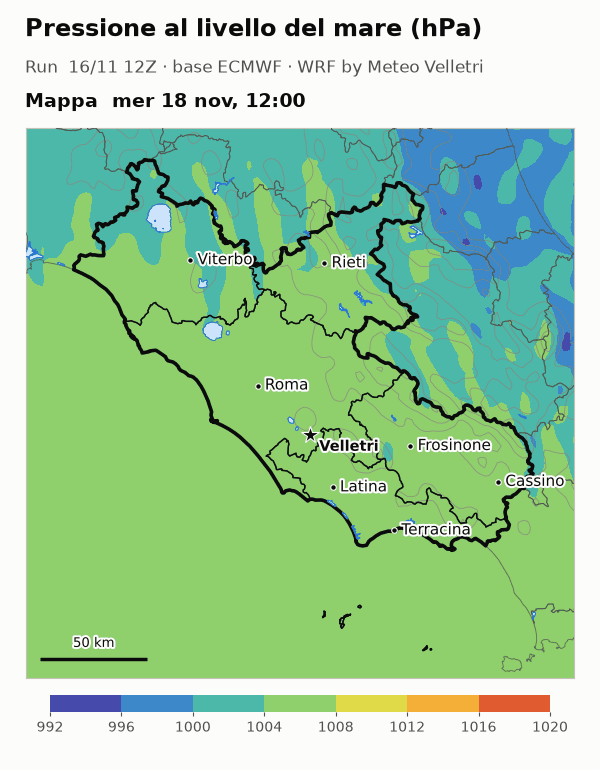 Pressione al livello del mare (hPa)
Run  16/11 12Z · base ECMWF · WRF by Meteo Velletri
Mappa  mer 18 nov, 12:00
Viterbo
Rieti
Roma
Velletri
Frosinone
Latina
Cassino
Terracina
50 km
992 996 1000 1004 1008 1012 1016 1020